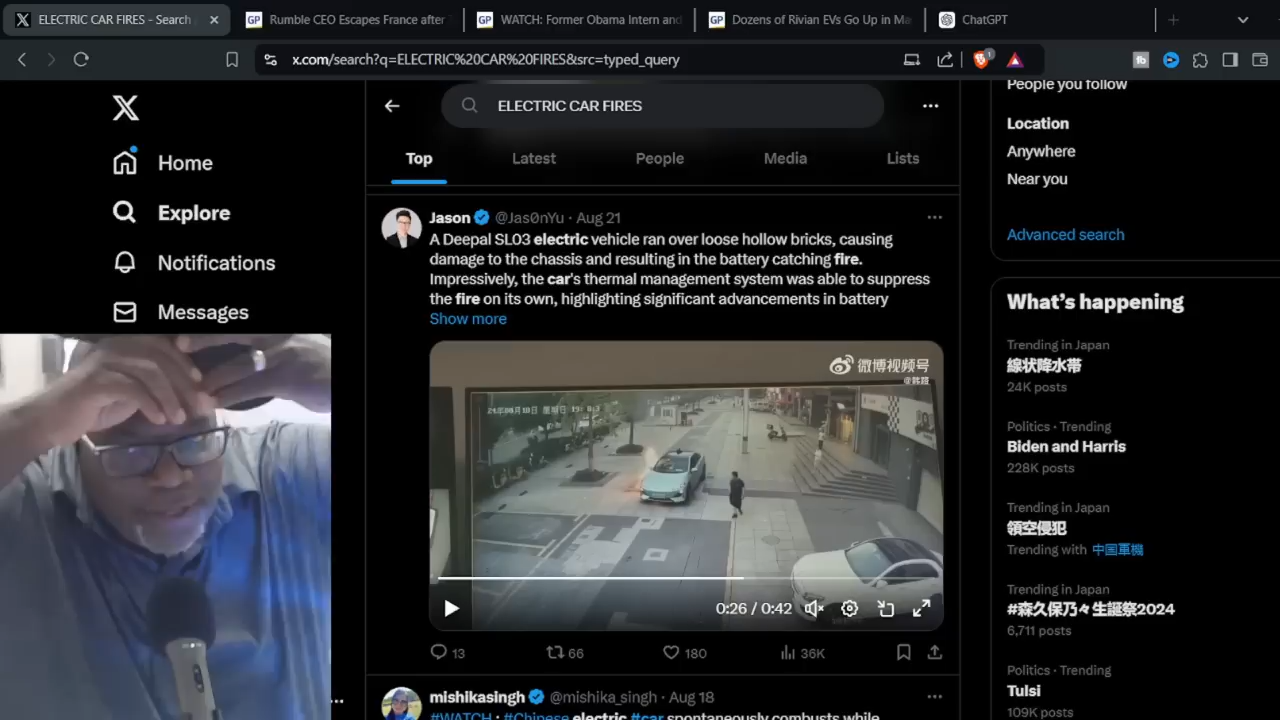 ELECTRIC CAR FIRES - Search
Rumble CEO Escapes France after
WATCH: Former Obama Intern and
Dozens of Rivian EVs Go Up in Ma
ChatGPT
x.com/search?q=ELECTRIC%20CAR%20FIRES&src=typed_query
1
Home
Explore
Notifications
Messages
ELECTRIC CAR FIRES
Top
Latest
People
Media
Lists
Jason @Jas0nYu · Aug 21
A Deepal SL03 electric vehicle ran over loose hollow bricks, causing
damage to the chassis and resulting in the battery catching fire.
Impressively, the car's thermal management system was able to suppress
the fire on its own, highlighting significant advancements in battery
Show more
微博视频号
0:26 / 0:42
13
66
180
36K
mishikasingh @mishika_singh · Aug 18
#WATCH : #Chinese electric #car spontaneously combusts while
People you follow
Location
Anywhere
Near you
Advanced search
What's happening
Trending in Japan
線状降水帯
24K posts
Politics · Trending
Biden and Harris
228K posts
Trending in Japan
領空侵犯
Trending with 中国軍機
Trending in Japan
#森久保乃々生誕祭2024
6,711 posts
Politics · Trending
Tulsi
109K posts